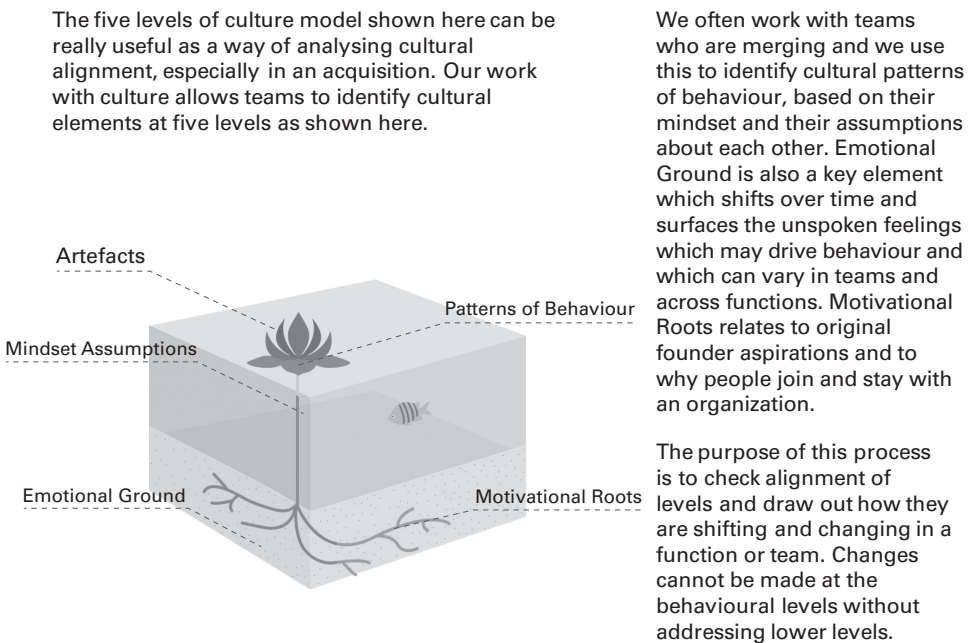 The five levels of culture model shown here can be
really useful as a way of analysing cultural
alignment, especially in an acquisition. Our work
with culture allows teams to identify cultural
elements at five levels as shown here.
Artefacts
Patterns of Behaviour
Mindset Assumptions
Emotional Ground
Motivational Roots
We often work with teams
who are merging and we use
this to identify cultural patterns
of behaviour, based on their
mindset and their assumptions
about each other. Emotional
Ground is also a key element
which shifts over time and
surfaces the unspoken feelings
which may drive behaviour and
which can vary in teams and
across functions. Motivational
Roots relates to original
founder aspirations and to
why people join and stay with
an organization.
The purpose of this process
is to check alignment of
levels and draw out how they
are shifting and changing in a
function or team. Changes
cannot be made at the
behavioural levels without
addressing lower levels.